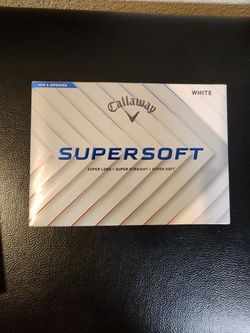 NEW & IMPROVED
WHITE
Callaway
SUPERSOFT
SUPER LONG • SUPER STRAIGHT • SUPER SOFT